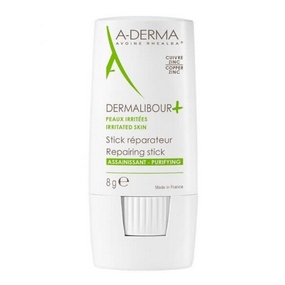 A-DERMA
AVOINE RHEALBA®
CUIVRE
ZINC
COPPER
ZINC
DERMALIBOUR+
PEAUX IRRITÉES
IRRITATED SKIN
Stick réparateur
Repairing stick
ASSAINISSANT - PURIFYING
8g ℮
Made in France